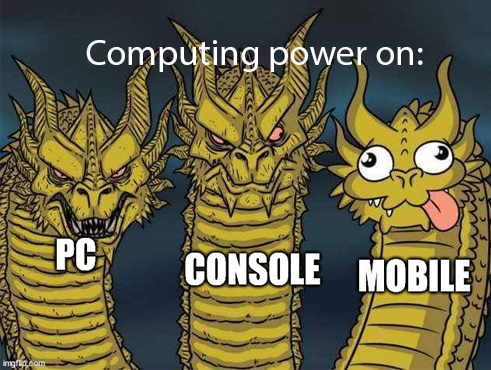 Computing power on:
PC
CONSOLE
MOBILE
imgflip.com